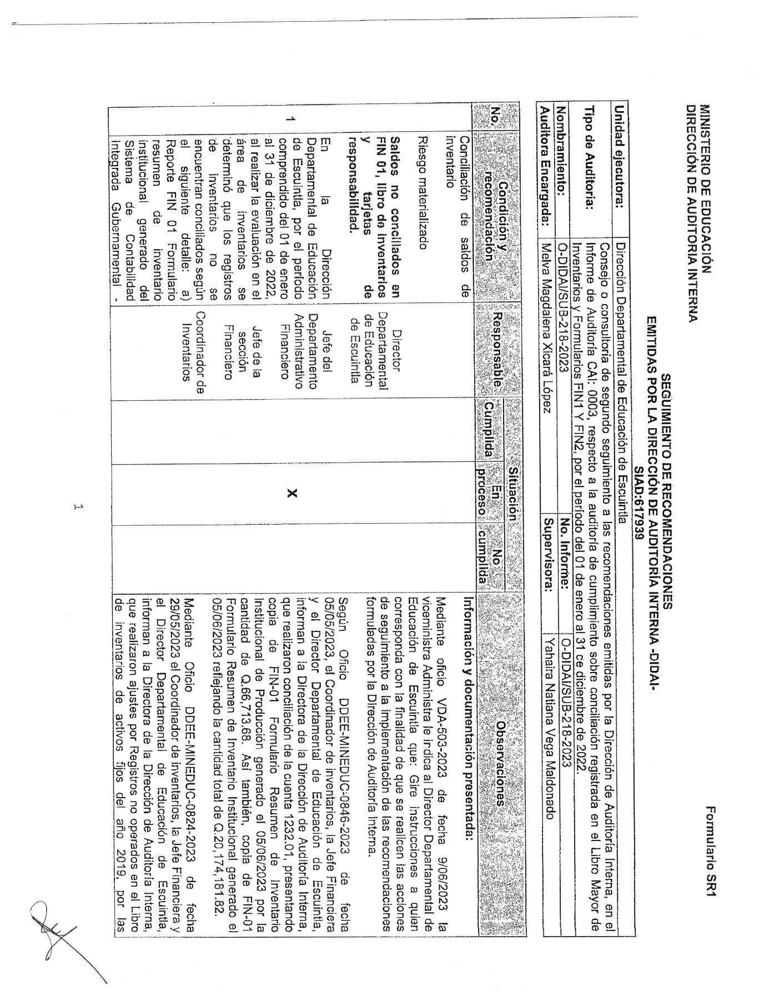 Formulario SR1
MINISTERIO DE EDUCACIÓN
DIRECCIÓN DE AUDITORIA INTERNA
SEGUIMIENTO DE RECOMENDACIONES
EMITIDAS POR LA DIRECCIÓN DE AUDITORÍA INTERNA -DIDAI-
SIAD:617939
Unidad ejecutora: Dirección Departamental de Educación de Escuintla
Tipo de Auditoria: Consejo o consultoría de segundo seguimiento a las recomendaciones emitidas por la Dirección de Auditoría Interna, en el
Informe de Auditoría CAI: 0003, respecto a la auditoría de cumplimiento sobre conciliación registrada en el Libro Mayor de
Inventarios y Formularios FIN1 Y FIN2, por el período del 01 de enero al 31 de diciembre de 2022.
Nombramiento: O-DIDAI/SUB-218-2023 No. Informe: O-DIDAI/SUB-218-2023
Auditora Encargada: Melva Magdalena Xicará López Supervisora: Yahaira Natiana Vega Maldonado
No. Condición y recomendación Responsable Situación Observaciones
Cumplida En proceso No cumplida
1
Conciliación de saldos de
inventario
Riesgo materializado
Saldos no conciliados en
FIN 01, libro de Inventarios
y tarjetas de
responsabilidad.
En la Dirección
Departamental de Educación
de Escuintla, por el período
comprendido del 01 de enero
al 31 de diciembre de 2022,
al realizar la evaluación en el
área de inventarios se
determinó que los registros
de inventarios no se
encuentran conciliados según
el siguiente detalle: a)
Reporte FIN 01 Formulario
resumen de inventario
institucional generado del
Sistema de Contabilidad
Integrada Gubernamental -
Director
Departamental
de Educación
de Escuintla
Jefe del
Departamento
Administrativo
Financiero
Jefe de la
sección
Financiero
Coordinador de
Inventarios
X
Información y documentación presentada:
Mediante oficio VDA-503-2023 de fecha 9/06/2023 la
viceministra Administra le indica al Director Departamental de
Educación de Escuintla que: Gire instrucciones a quien
corresponda con la finalidad de que se realicen las acciones
de seguimiento a la implementación de las recomendaciones
formuladas por la Dirección de Auditoría Interna.
Según Oficio DDEE-MINEDUC-0846-2023 de fecha
05/05/2023, el Coordinador de inventarios, la Jefe Financiera
y el Director Departamental de Educación de Escuintla,
informan a la Directora de la Dirección de Auditoría Interna,
que realizaron conciliación de la cuenta 1232.01, presentando
copia de FIN-01 Formulario Resumen de Inventario
Institucional de Producción generado el 05/06/2023 por la
cantidad de Q.66,713.68. Así también, copia de FIN-01
Formulario Resumen de Inventario Institucional generado el
05/06/2023 reflejando la cantidad total de Q.20,174,181.82.
Mediante Oficio DDEE-MINEDUC-0824-2023 de fecha
29/05/2023 el Coordinador de inventarios, la Jefe Financiera y
el Director Departamental de Educación de Escuintla,
informan a la Directora de la Dirección de Auditoría Interna,
que realizaron ajustes por Registros no operados en el Libro
de inventarios de activos fijos del año 2019, por las
1